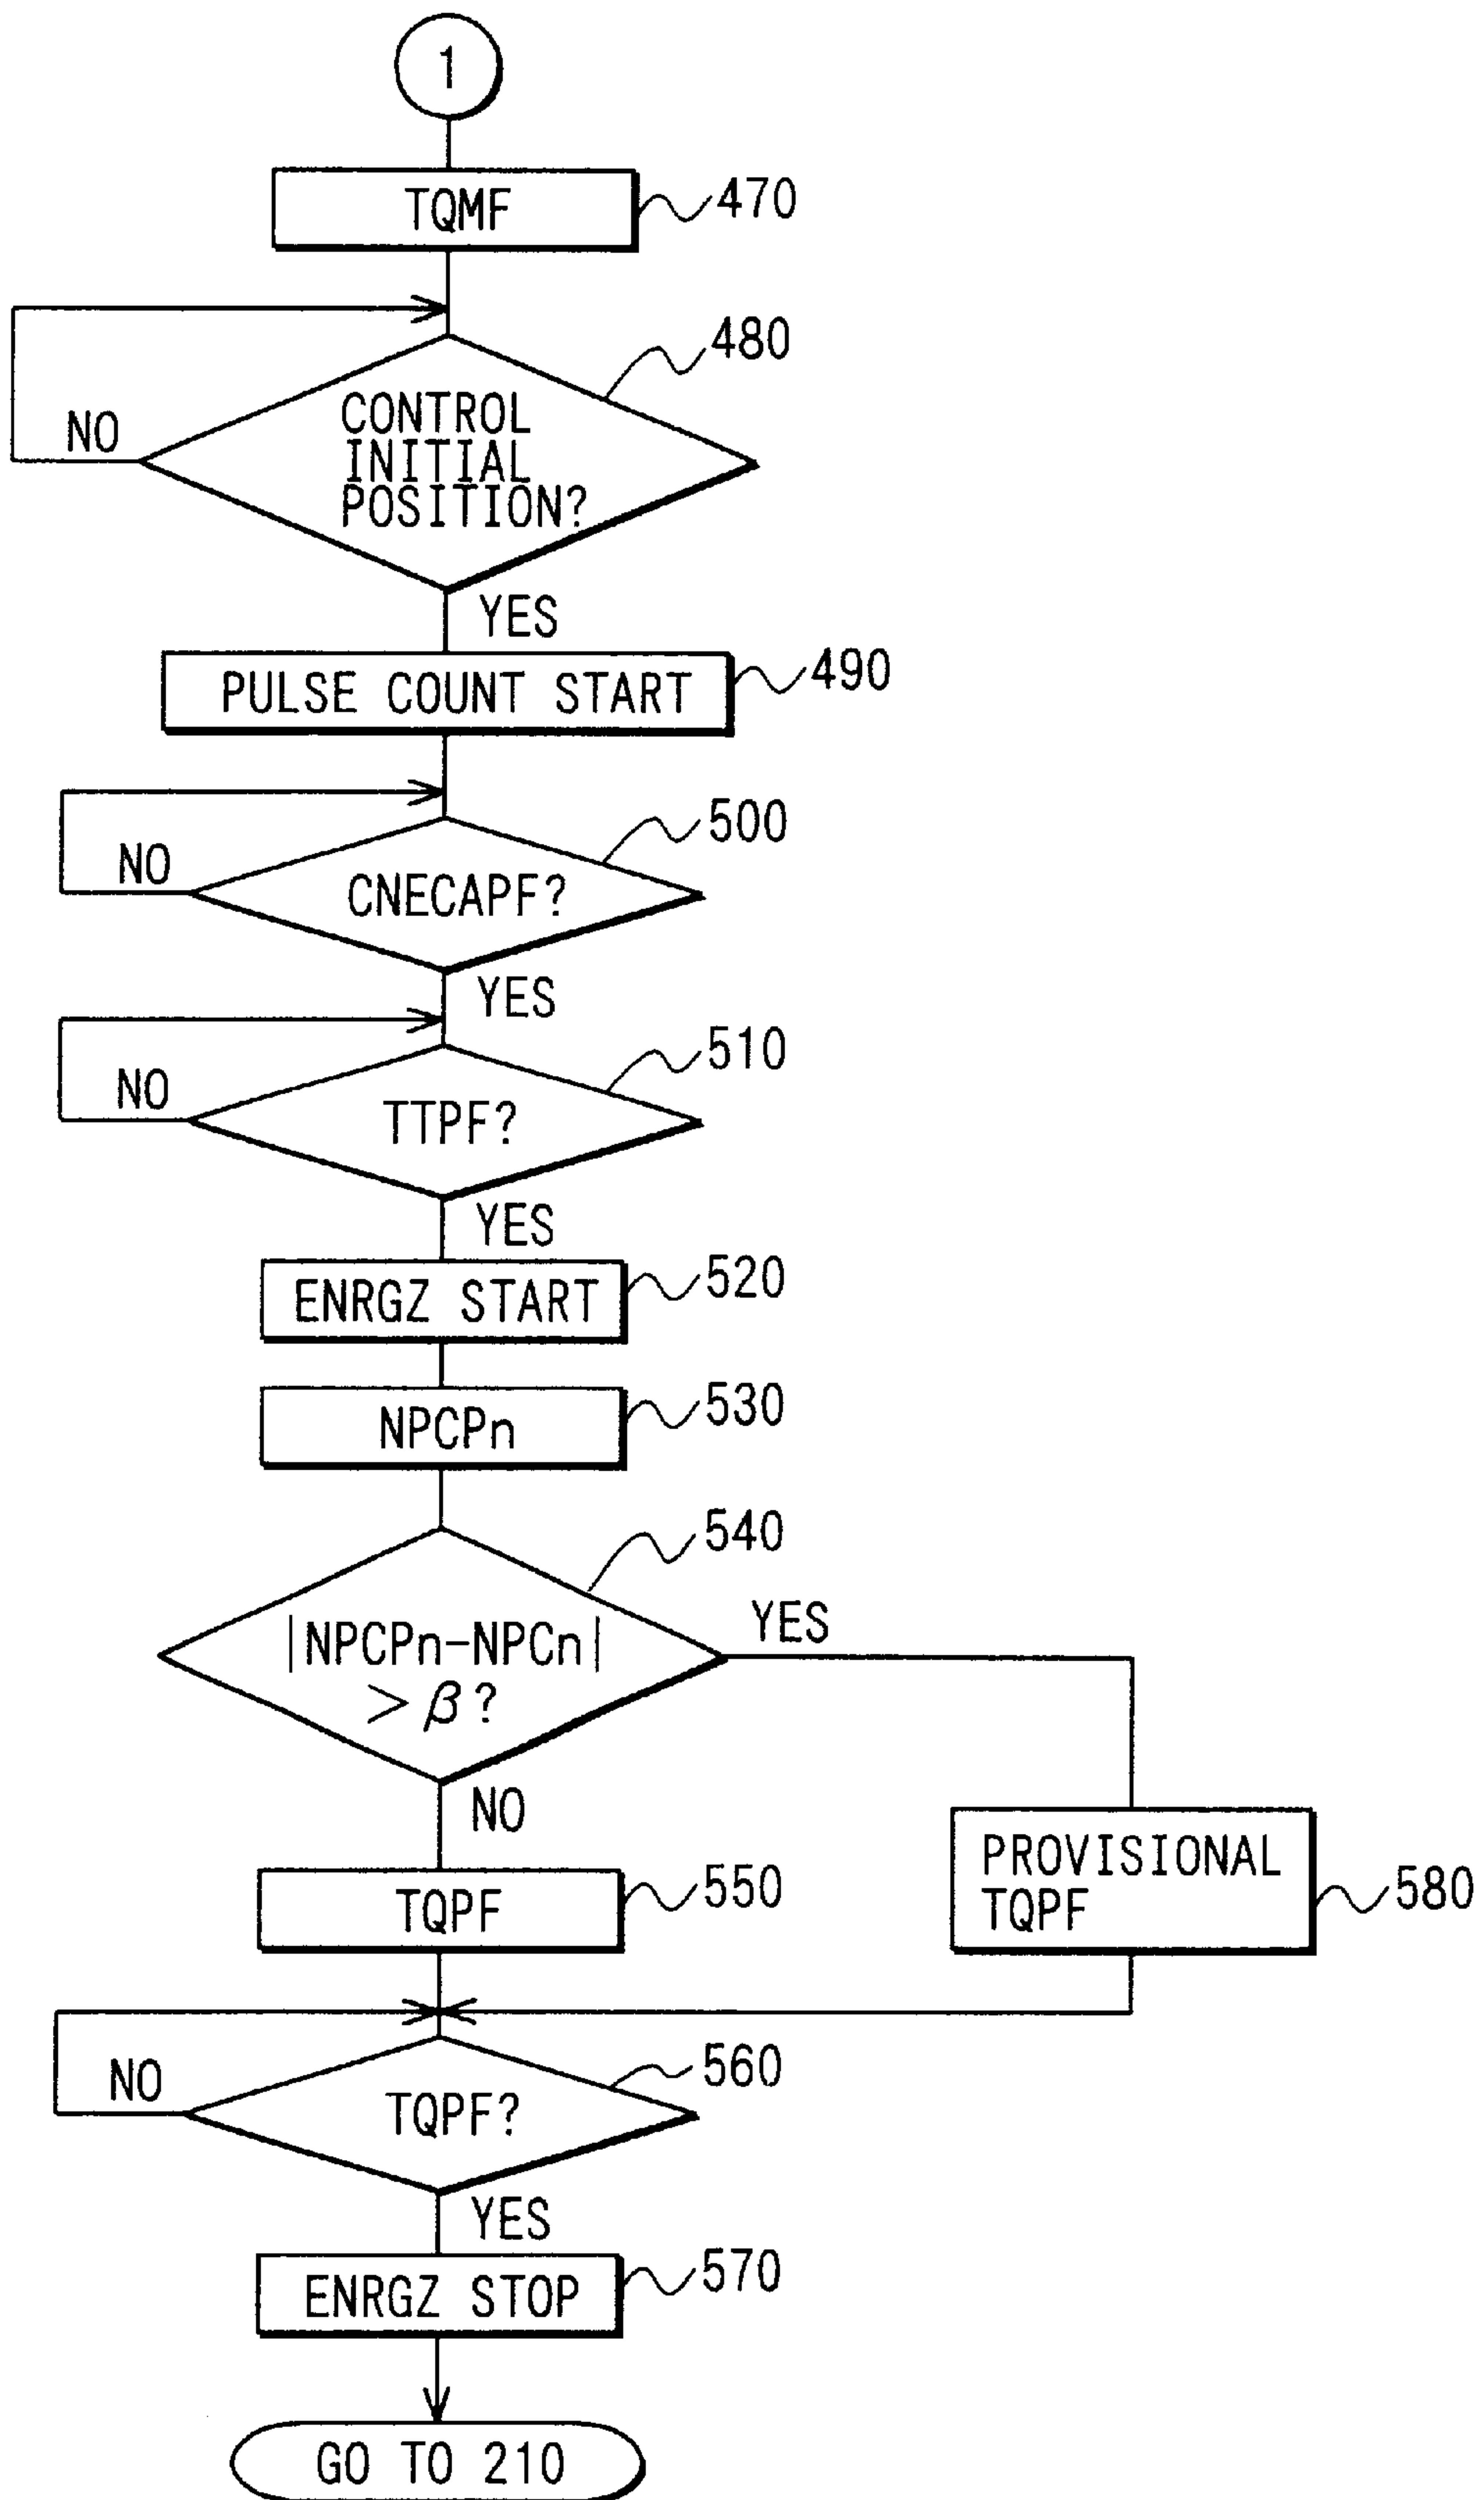 1
TQMF
470
480
CONTROL
INITIAL
POSITION?
NO
YES
PULSE COUNT START
490
500
NO
CNECAPF?
YES
510
NO
TTPF?
YES
ENRGZ START
520
NPCPn
530
540
|NPCPn-NPCn|
>β?
YES
NO
PROVISIONAL
TQPF
580
TQPF
550
560
NO
TQPF?
YES
ENRGZ STOP
570
GO TO 210